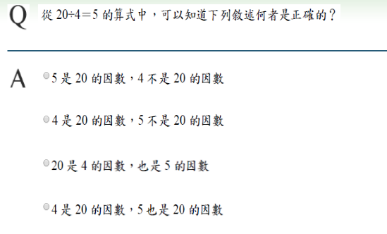 Q 從 20÷4=5 的算式中，可以知道下列敘述何者是正確的？
A 5 是 20 的因數，4 不是 20 的因數
4 是 20 的因數，5 不是 20 的因數
20 是 4 的因數，也是 5 的因數
4 是 20 的因數，5 也是 20 的因數